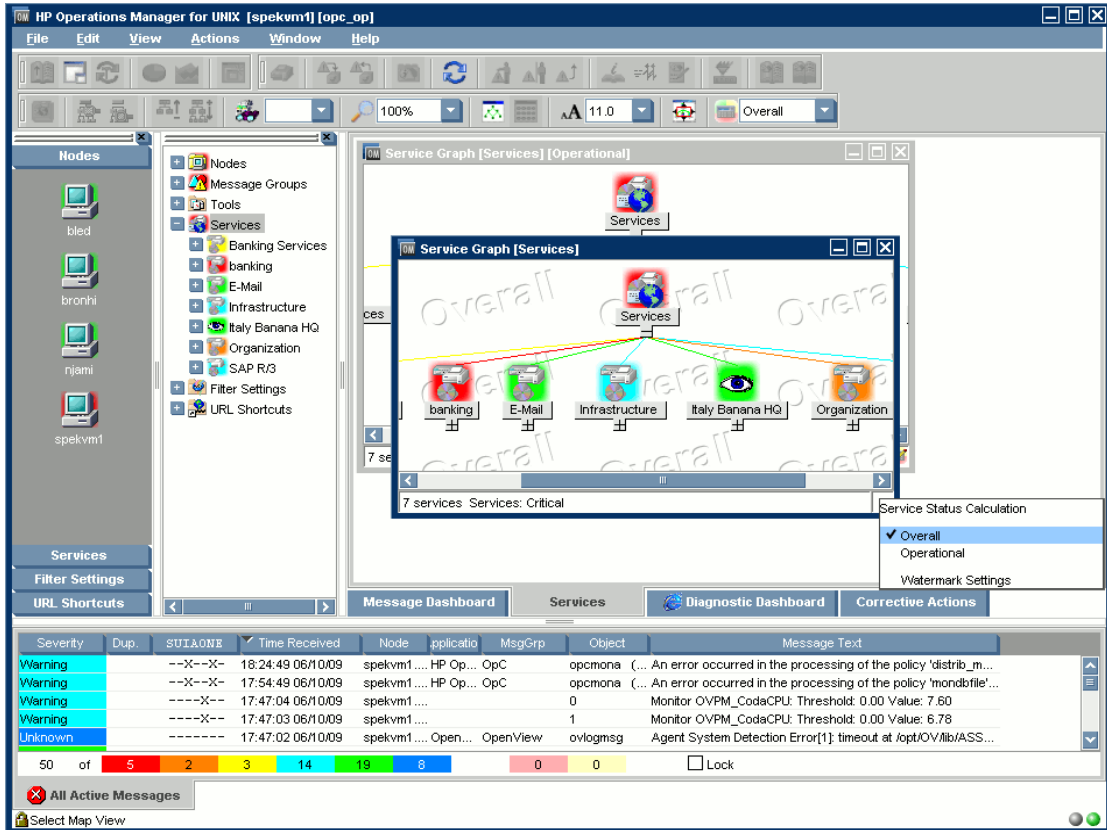 HP Operations Manager for UNIX [spekvm1] [opc_op]
File Edit View Actions Window Help
100% 11.0 Overall
Nodes
bled
bronhi
njami
spekvm1
Services
Filter Settings
URL Shortcuts
Nodes
Message Groups
Tools
Services
Banking Services
banking
E-Mail
Infrastructure
Italy Banana HQ
Organization
SAP R/3
Filter Settings
URL Shortcuts
Service Graph [Services] [Operational]
Services
ces
7 se
Service Graph [Services]
Overall Overall Overall
Services
banking E-Mail Infrastructure Italy Banana HQ Organization
Overall Overall Overall
7 services Services: Critical
Service Status Calculation
Overall
Operational
Watermark Settings
Message Dashboard Services Diagnostic Dashboard Corrective Actions
Severity Dup. SUIAONE Time Received Node pplicatio MsgGrp Object Message Text
Warning --X--X- 18:24:49 06/10/09 spekvm1.... HP Op... OpC opcmona (... An error occurred in the processing of the policy 'distrib_m...
Warning --X--X- 17:54:49 06/10/09 spekvm1.... HP Op... OpC opcmona (... An error occurred in the processing of the policy 'mondbfile'...
Warning ----X-- 17:47:04 06/10/09 spekvm1.... 0 Monitor OVPM_CodaCPU: Threshold: 0.00 Value: 7.60
Warning ----X-- 17:47:03 06/10/09 spekvm1.... 1 Monitor OVPM_CodaCPU: Threshold: 0.00 Value: 6.78
Unknown ------- 17:47:02 06/10/09 spekvm1.... Open... OpenView ovlogmsg Agent System Detection Error[1]: timeout at /opt/OV/lib/ASS...
50 of 5 2 3 14 19 8 0 0 Lock
All Active Messages
Select Map View